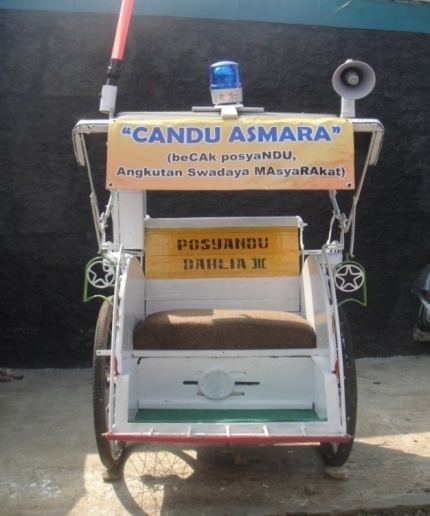 "CANDU ASMARA"
(beCAk posyaNDU,
Angkutan Swadaya MAsyaRAkat)
POSYANDU
DAHLIA III